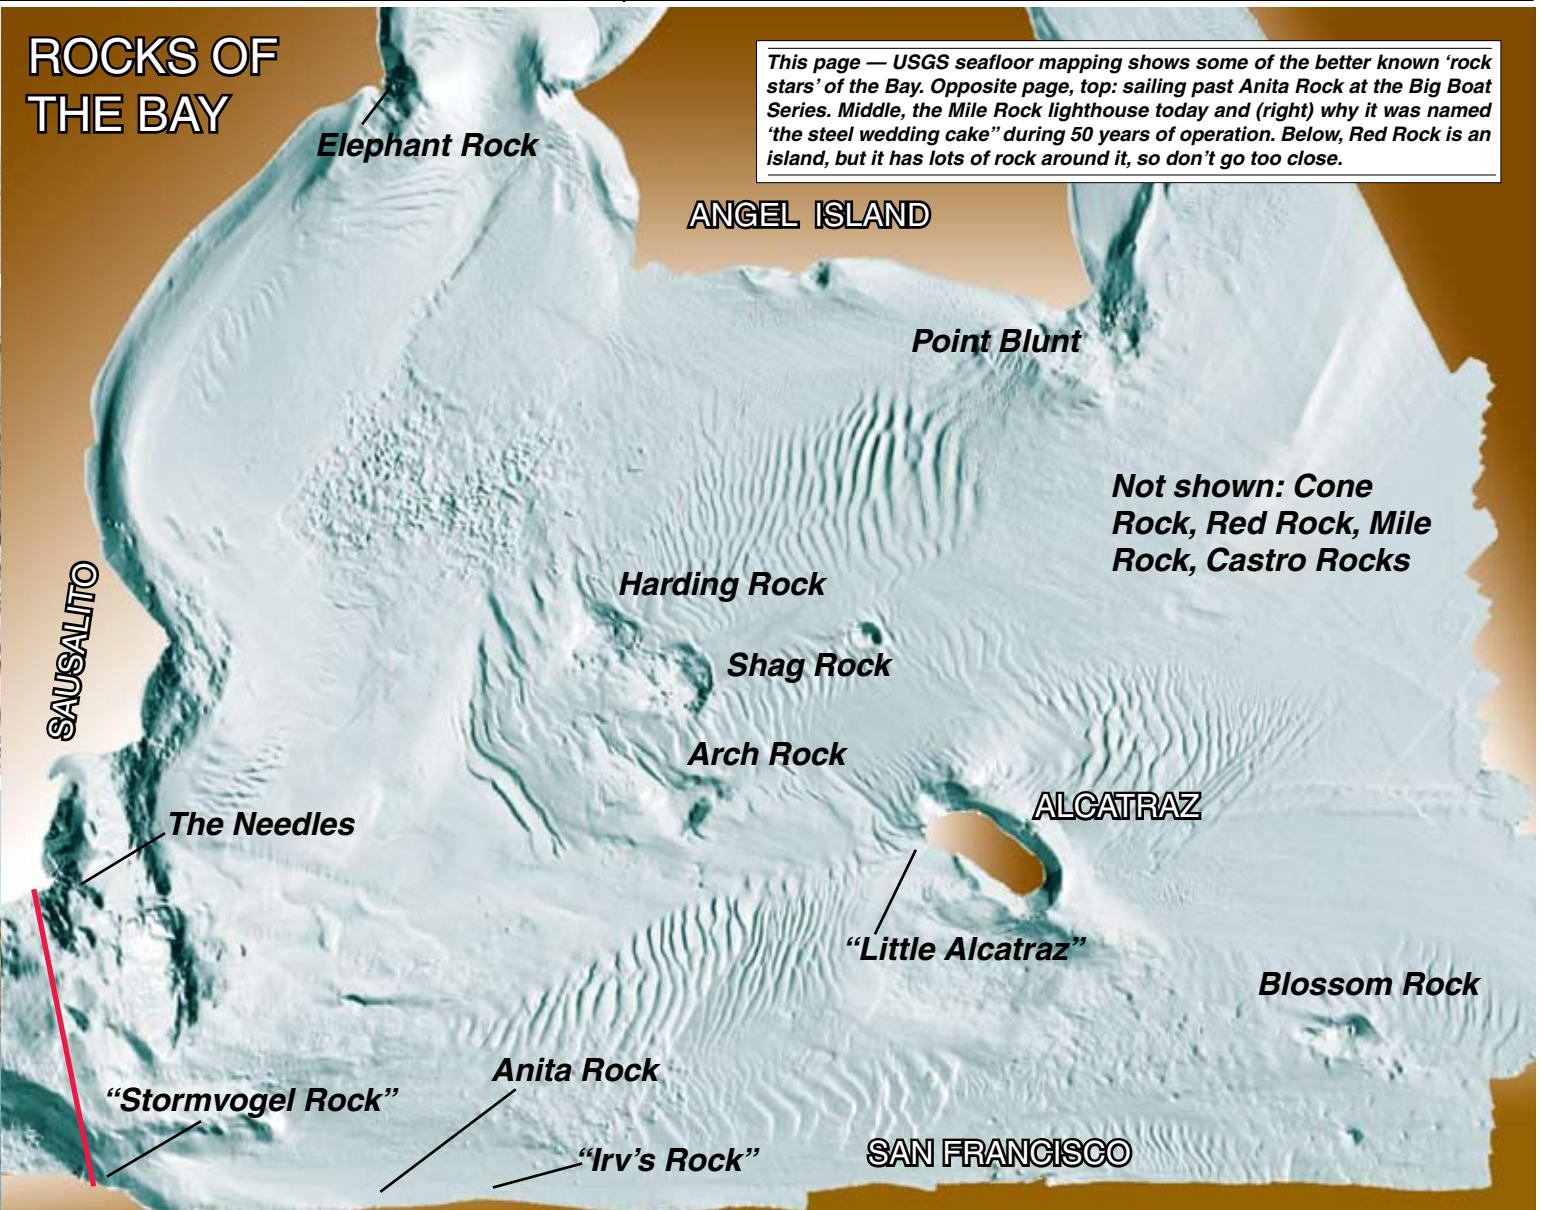 ROCKS OF
THE BAY
This page — USGS seafloor mapping shows some of the better known ‘rock
stars’ of the Bay. Opposite page, top: sailing past Anita Rock at the Big Boat
Series. Middle, the Mile Rock lighthouse today and (right) why it was named
‘the steel wedding cake” during 50 years of operation. Below, Red Rock is an
island, but it has lots of rock around it, so don’t go too close.
Elephant Rock
ANGEL ISLAND
Point Blunt
Not shown: Cone
Rock, Red Rock, Mile
Rock, Castro Rocks
SAUSALITO
Harding Rock
Shag Rock
Arch Rock
ALCATRAZ
The Needles
“Little Alcatraz”
Blossom Rock
Anita Rock
“Stormvogel Rock”
“Irv’s Rock”
SAN FRANCISCO